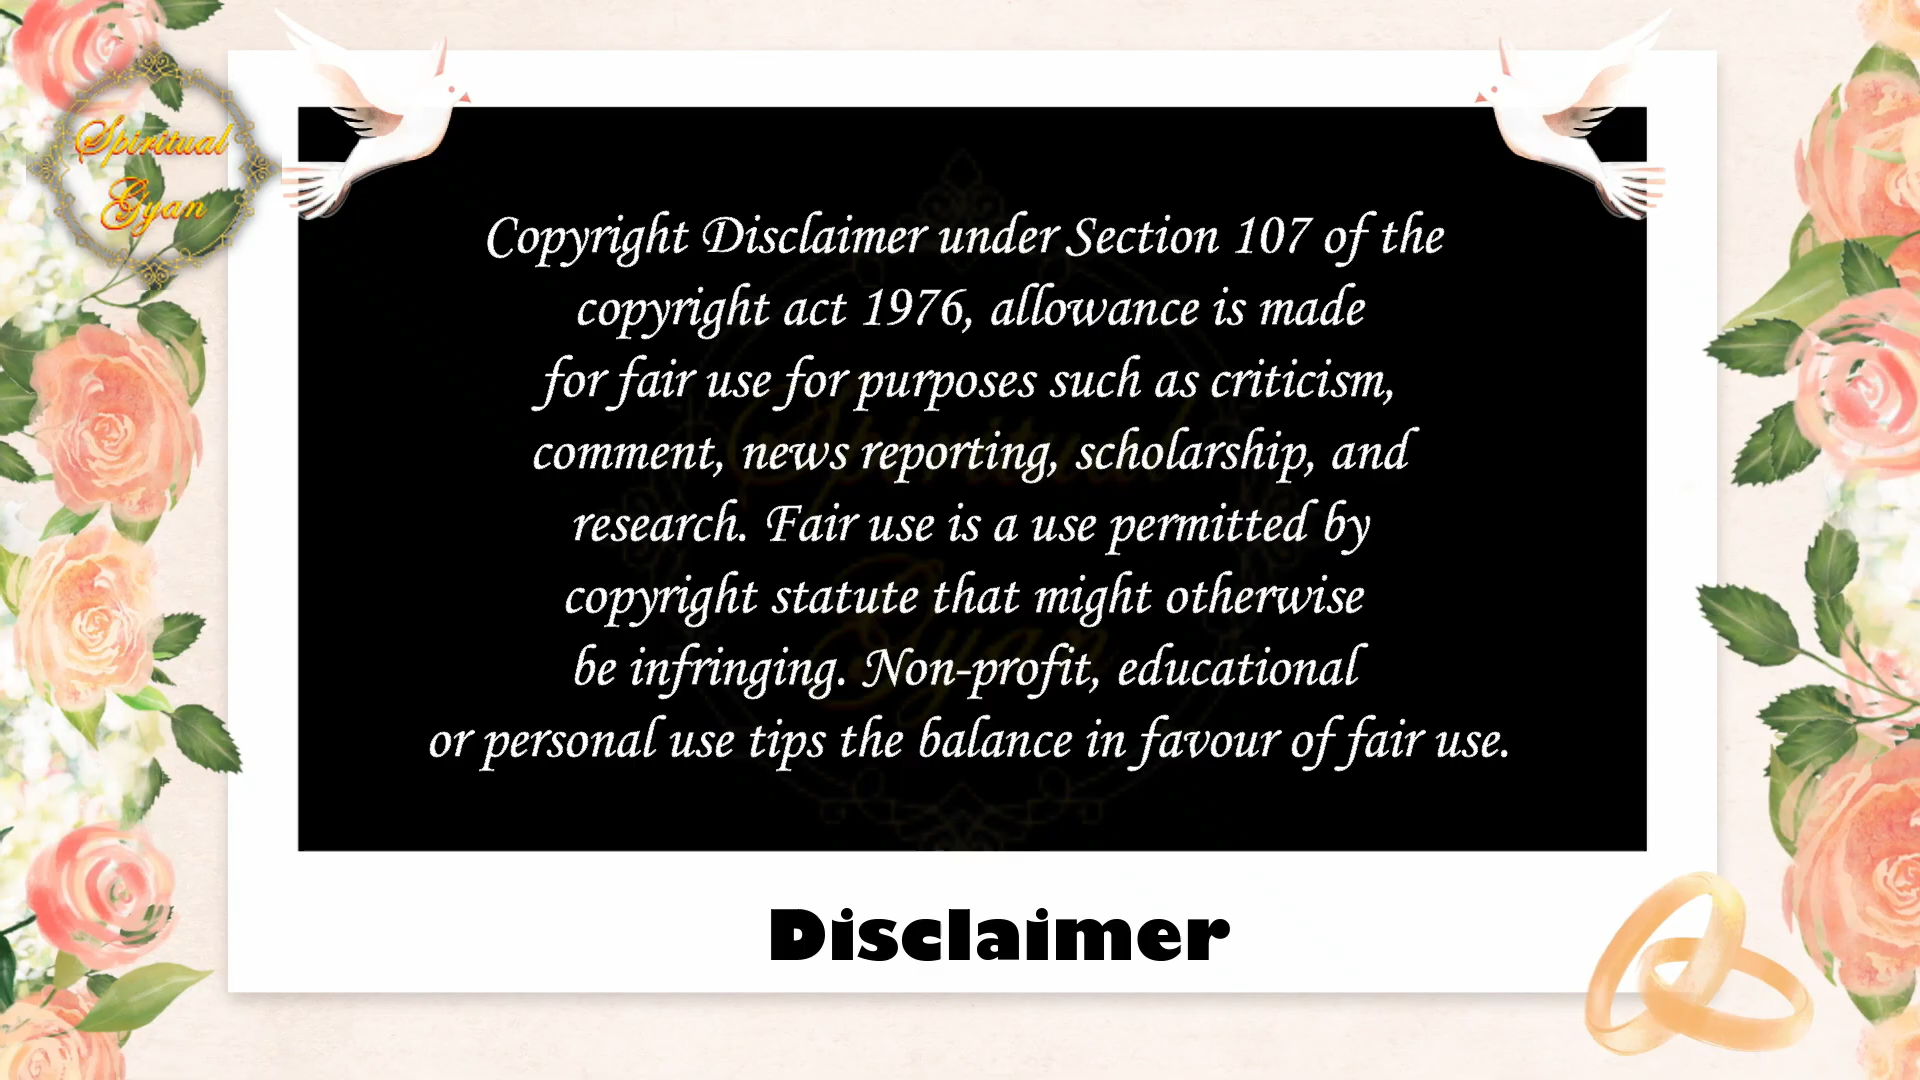 Spiritual
Gyan
Copyright Disclaimer under Section 107 of the
copyright act 1976, allowance is made
for fair use for purposes such as criticism,
comment, news reporting, scholarship, and
research. Fair use is a use permitted by
copyright statute that might otherwise
be infringing. Non-profit, educational
or personal use tips the balance in favour of fair use.
Disclaimer